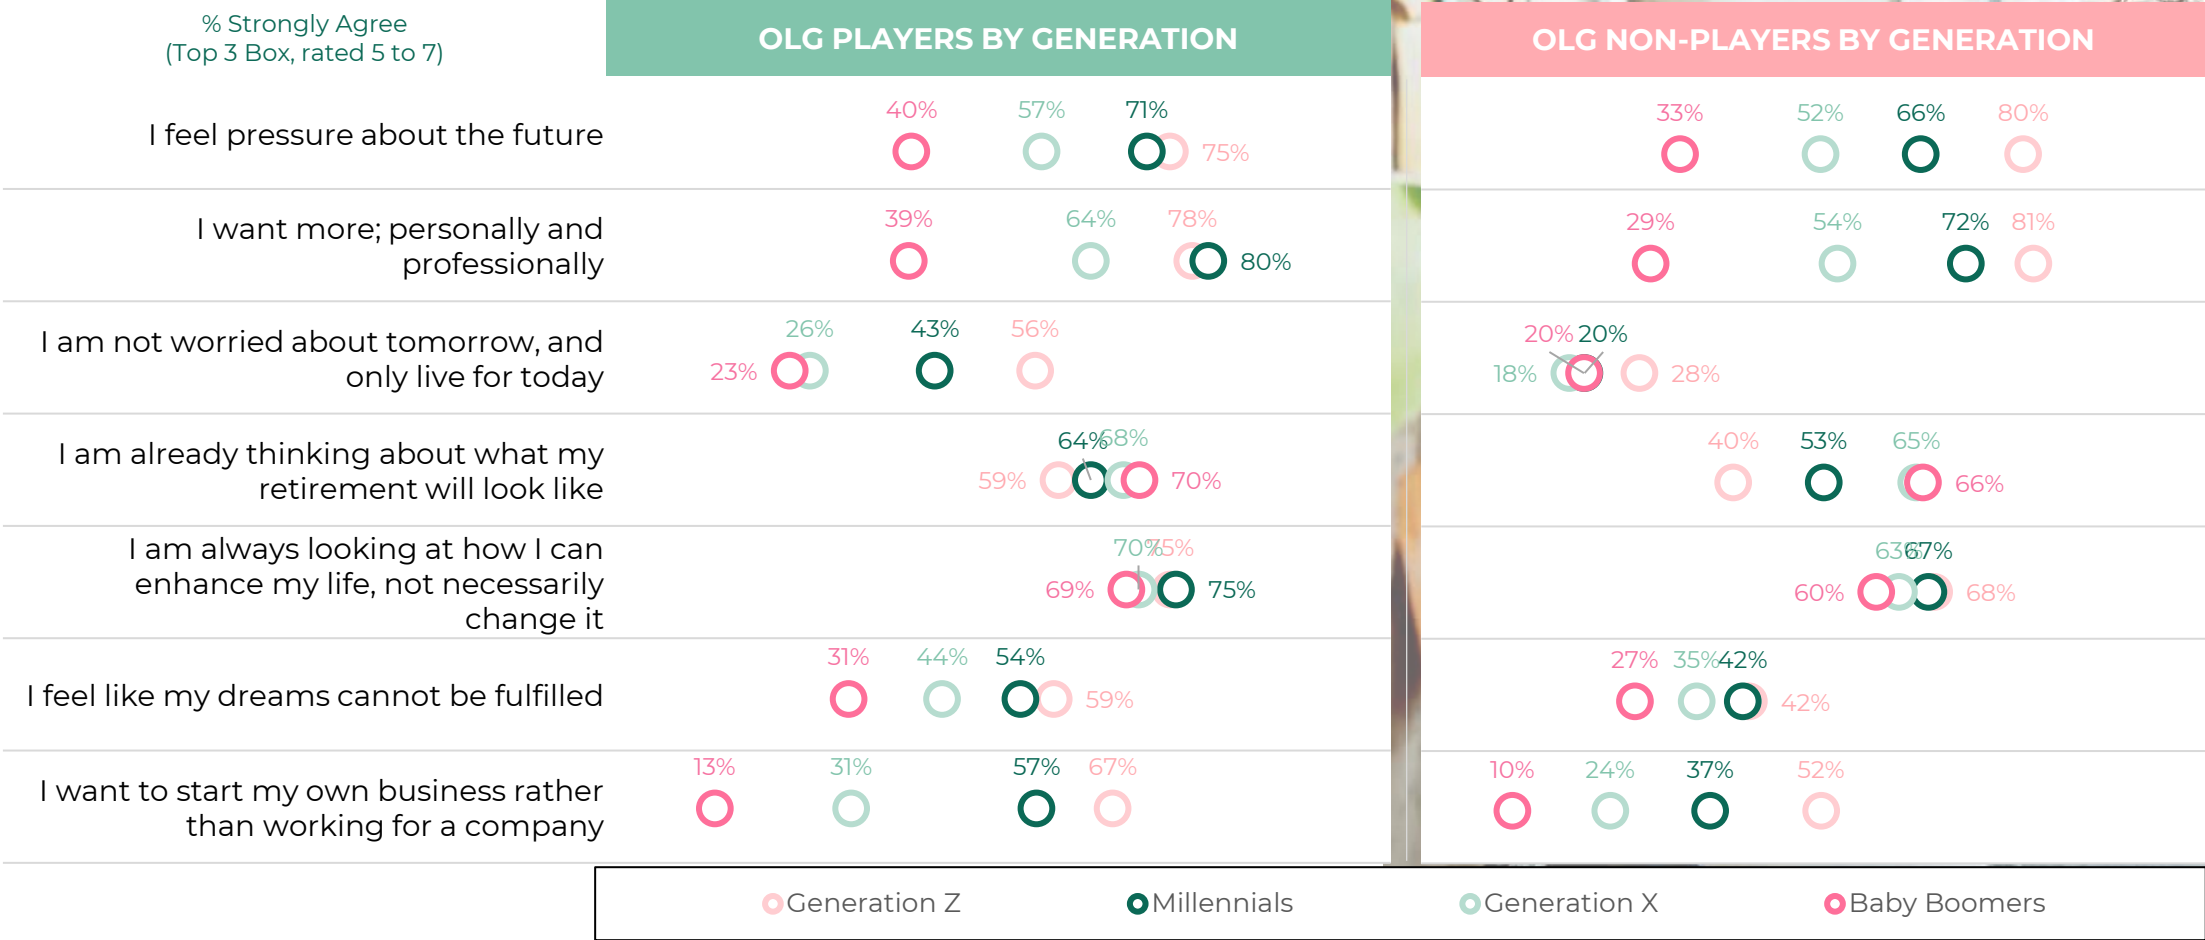 % Strongly Agree
(Top 3 Box, rated 5 to 7)
OLG PLAYERS BY GENERATION
OLG NON-PLAYERS BY GENERATION
I feel pressure about the future
40% 57% 71% 75%
33% 52% 66% 80%
I want more; personally and
professionally
39% 64% 78% 80%
29% 54% 72% 81%
I am not worried about tomorrow, and
only live for today
23% 26% 43% 56%
18% 20% 20% 28%
I am already thinking about what my
retirement will look like
59% 64% 68% 70%
40% 53% 65% 66%
I am always looking at how I can
enhance my life, not necessarily
change it
69% 70% 75% 75%
60% 63% 67% 68%
I feel like my dreams cannot be fulfilled
31% 44% 54% 59%
27% 35% 42% 42%
I want to start my own business rather
than working for a company
13% 31% 57% 67%
10% 24% 37% 52%
Generation Z Millennials Generation X Baby Boomers